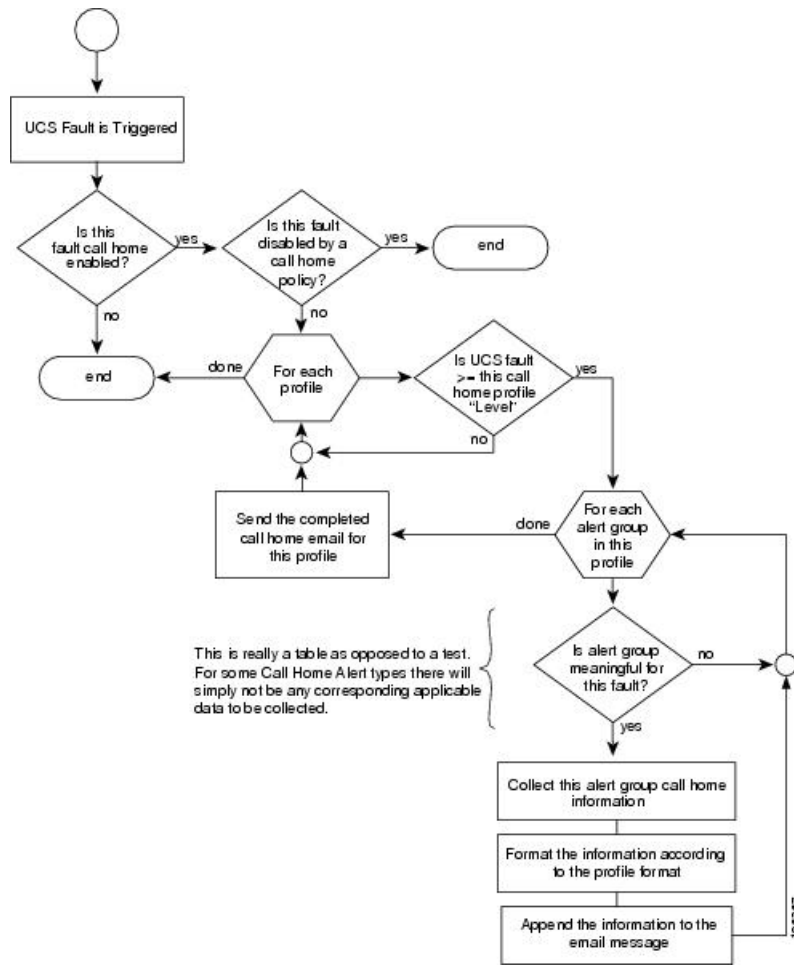 UCS Fault is Triggered
Is this
fault call home
enabled?
yes
Is this fault
disabled by a
call home
policy?
yes
end
no
no
end
done
For each
profile
Is UCS fault
>= this call
home profile
"Level"
yes
no
Send the completed
call home email for
this profile
done
For each
alert group
in this
profile
This is really a table as opposed to a test.
For some Call Home Alert types there will
simply not be any corresponding applicable
data to be collected.
Is alert group
meaningful for
this fault?
no
yes
Collect this alert group call home
information
Format the information according
to the profile format
Append the information to the
email message